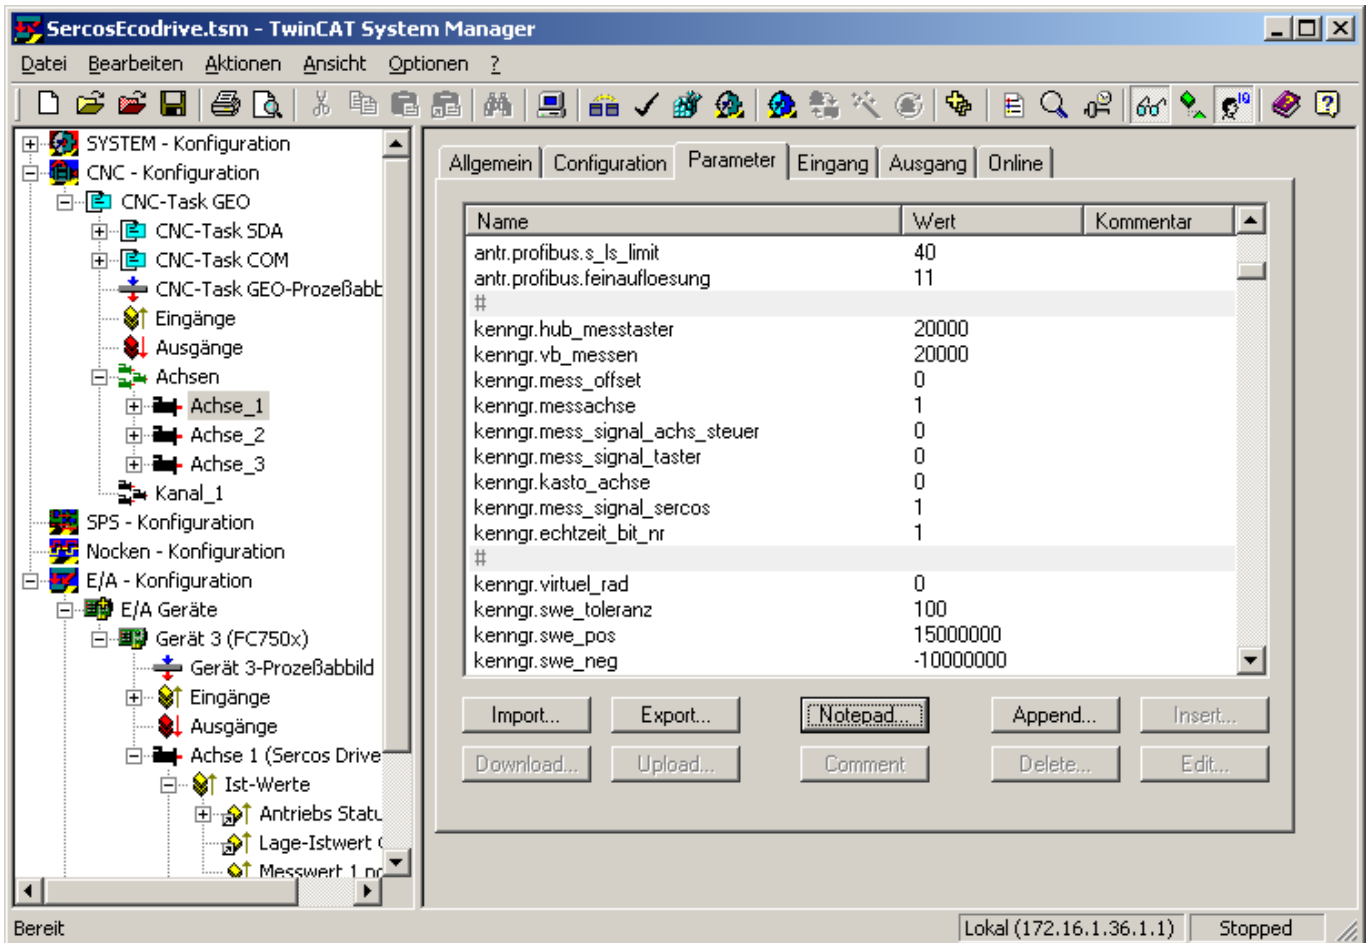 SercosEcodrive.tsm - TwinCAT System Manager
Datei Bearbeiten Aktionen Ansicht Optionen ?
SYSTEM - Konfiguration
CNC - Konfiguration
CNC-Task GEO
CNC-Task SDA
CNC-Task COM
CNC-Task GEO-Prozeßabb
Eingänge
Ausgänge
Achsen
Achse_1
Achse_2
Achse_3
Kanal_1
SPS - Konfiguration
Nocken - Konfiguration
E/A - Konfiguration
E/A Geräte
Gerät 3 (FC750x)
Gerät 3-Prozeßabbild
Eingänge
Ausgänge
Achse 1 (Sercos Drive
Ist-Werte
Antriebs Statu
Lage-Istwert
Messwert 1
Allgemein Configuration Parameter Eingang Ausgang Online
Name Wert Kommentar
antr.profibus.s_ls_limit 40
antr.profibus.feinaufloesung 11
#
kenngr.hub_messtaster 20000
kenngr.vb_messen 20000
kenngr.mess_offset 0
kenngr.messachse 1
kenngr.mess_signal_achs_steuer 0
kenngr.mess_signal_taster 0
kenngr.kasto_achse 0
kenngr.mess_signal_sercos 1
kenngr.echtzeit_bit_nr 1
#
kenngr.virtuel_rad 0
kenngr.swe_toleranz 100
kenngr.swe_pos 15000000
kenngr.swe_neg -10000000
Import... Export... Notepad... Append... Insert...
Download... Upload... Comment Delete... Edit...
Bereit Lokal (172.16.1.36.1.1) Stopped